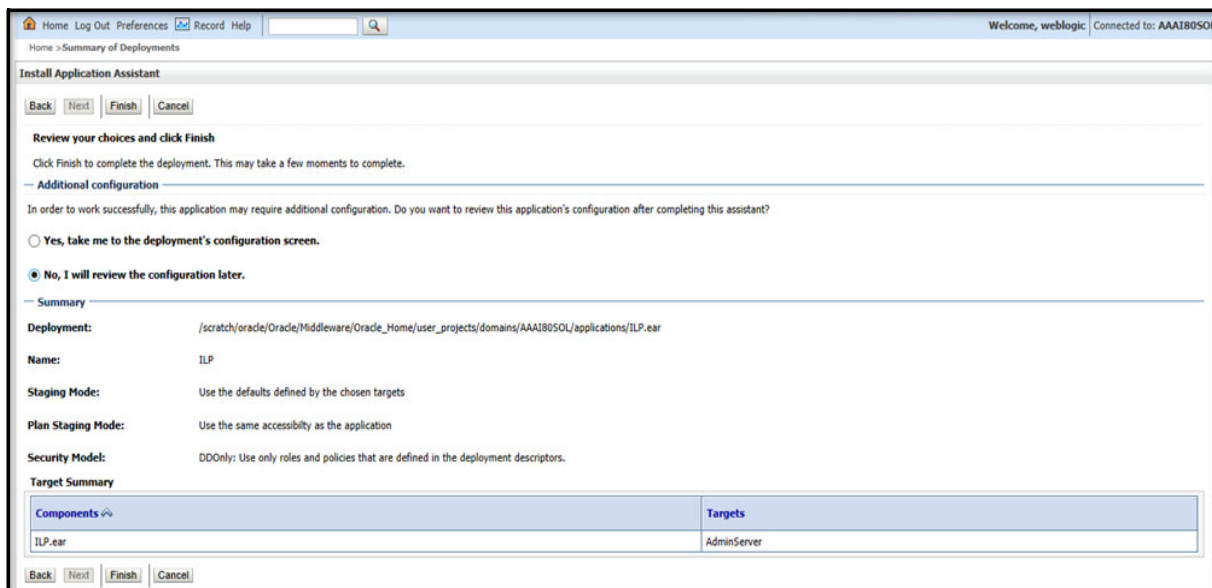 Home Log Out Preferences Record Help
Welcome, weblogic Connected to: AAAI80SOL
Home >Summary of Deployments
Install Application Assistant
Back Next Finish Cancel
Review your choices and click Finish
Click Finish to complete the deployment. This may take a few moments to complete.
Additional configuration
In order to work successfully, this application may require additional configuration. Do you want to review this application's configuration after completing this assistant?
Yes, take me to the deployment's configuration screen.
No, I will review the configuration later.
Summary
Deployment: /scratch/oracle/Oracle/Middleware/Oracle_Home/user_projects/domains/AAAI80SOL/applications/ILP.ear
Name: ILP
Staging Mode: Use the defaults defined by the chosen targets
Plan Staging Mode: Use the same accessibilty as the application
Security Model: DDOnly: Use only roles and policies that are defined in the deployment descriptors.
Target Summary
Components Targets
ILP.ear AdminServer
Back Next Finish Cancel